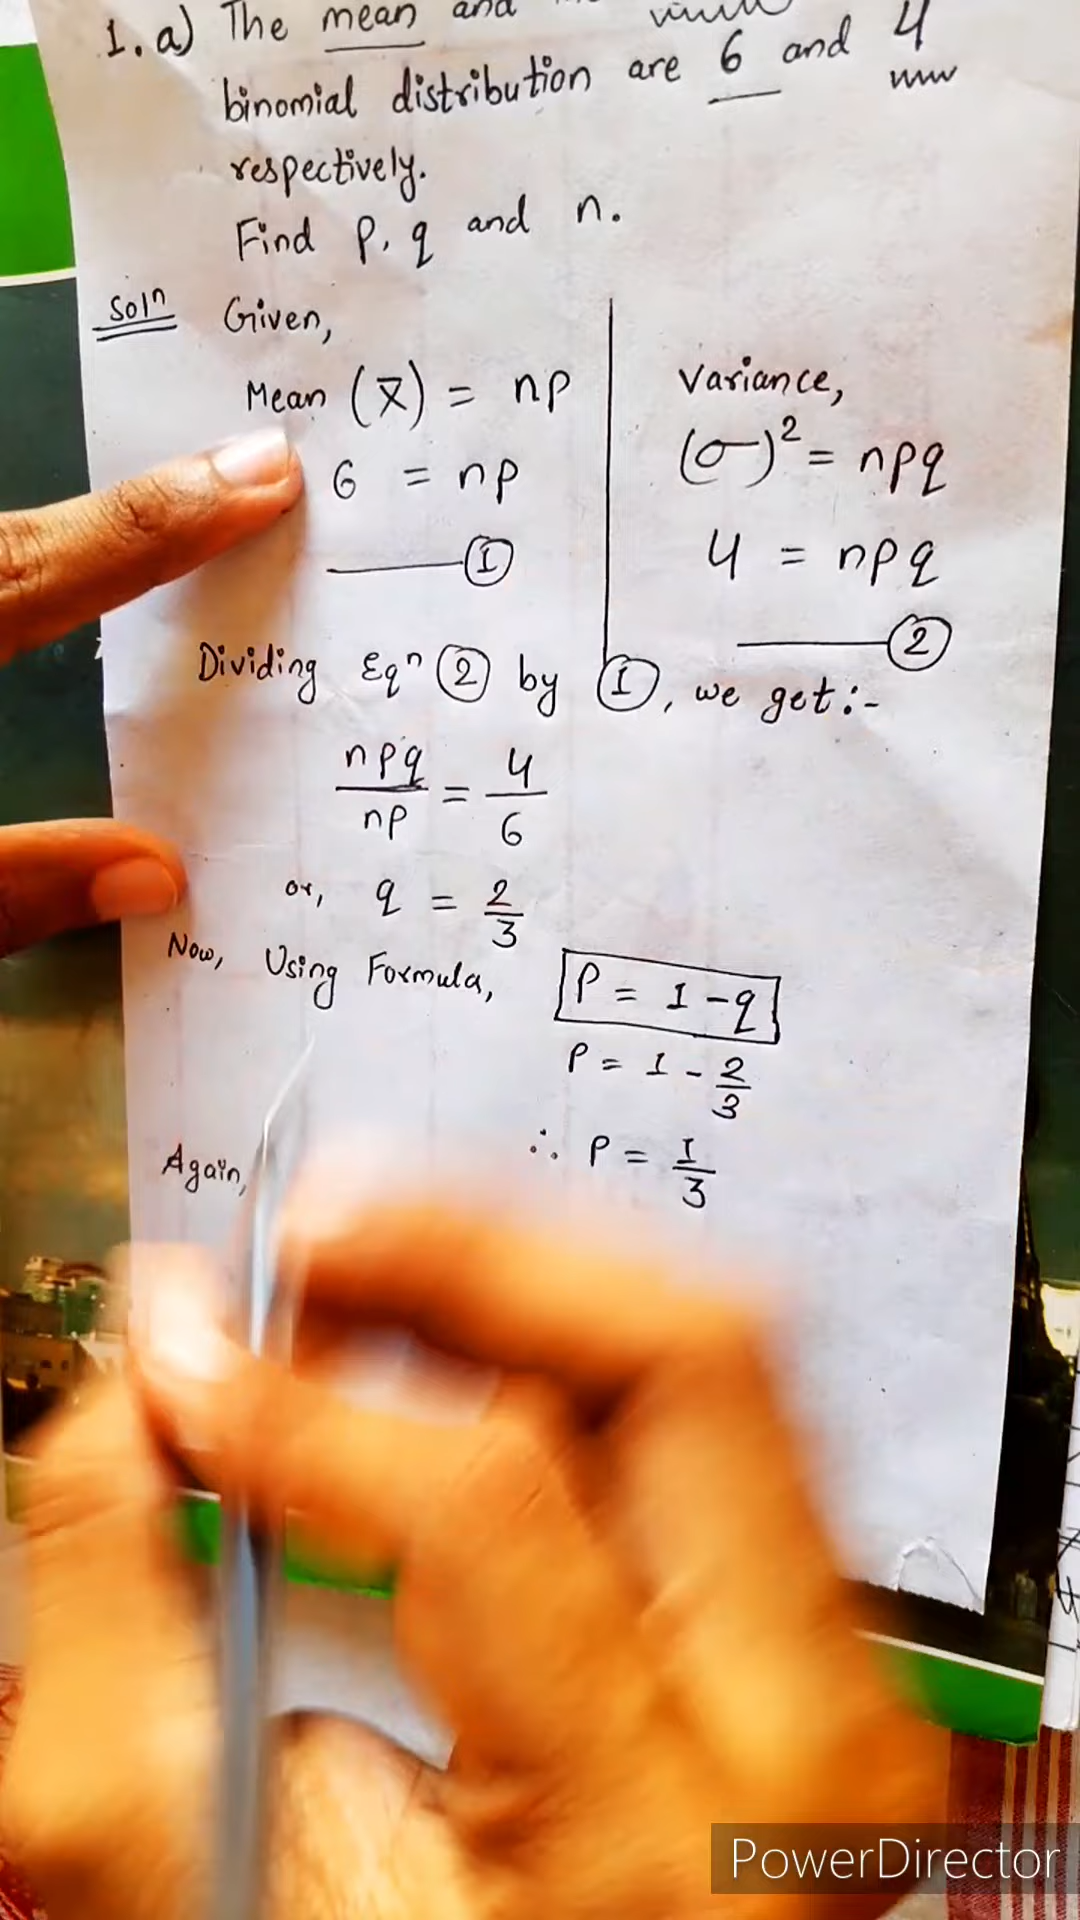 1. a) The mean and
binomial distribution are 6 and 4
respectively.
Find p, q and n.
Solⁿ Given,
Mean (x̄) = np
6 = np
①
Variance,
(σ)² = npq
4 = npq
②
Dividing Eqⁿ ② by ①, we get:-
npq/np = 4/6
or, q = 2/3
Now, Using Formula, P = 1 - q
P = 1 - 2/3
∴ P = 1/3
Again,
PowerDirector